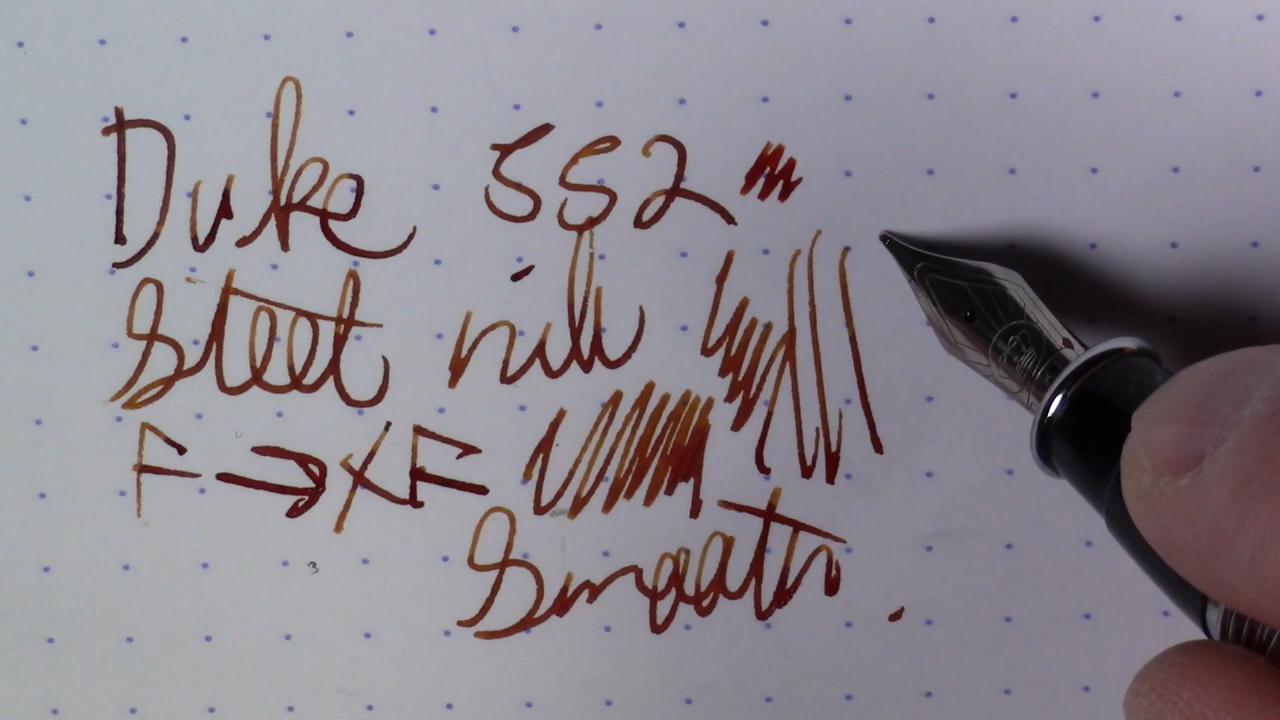 Duke 552
Steel nib
F → XF
Smooth.